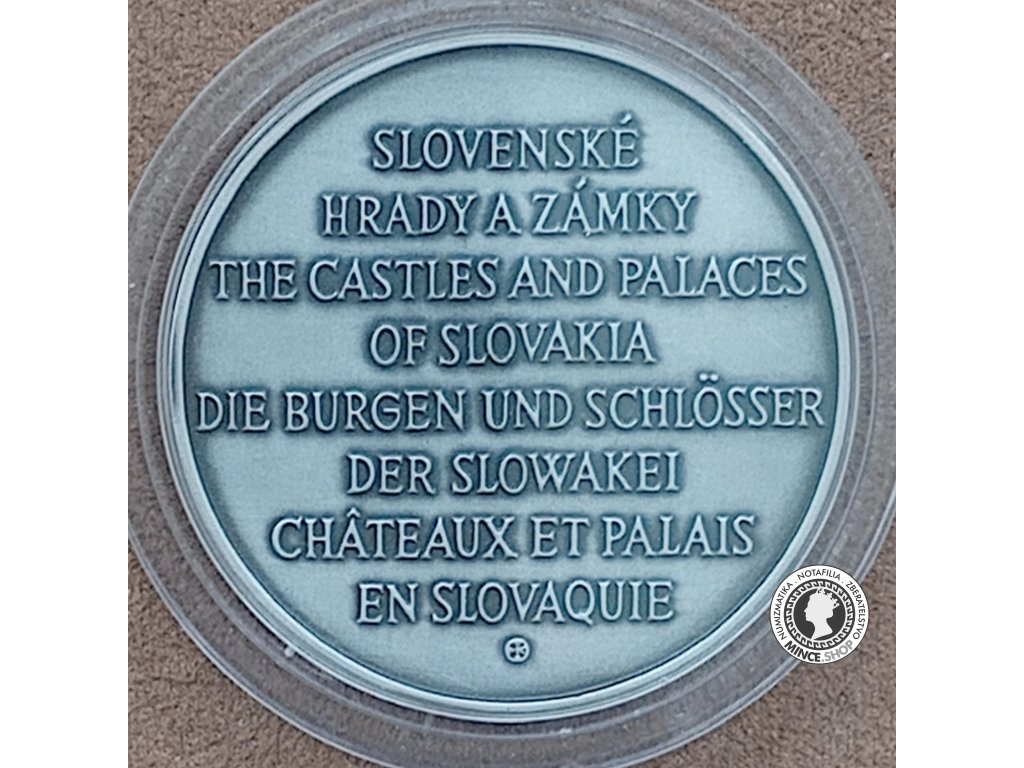 SLOVENSKÉ
HRADY A ZÁMKY
THE CASTLES AND PALACES
OF SLOVAKIA
DIE BURGEN UND SCHLÖSSER
DER SLOWAKEI
CHÂTEAUX ET PALAIS
EN SLOVAQUIE
NUMIZMATIKA . NOTAFILIA . ZBERATELSTVO
MINCE.SHOP